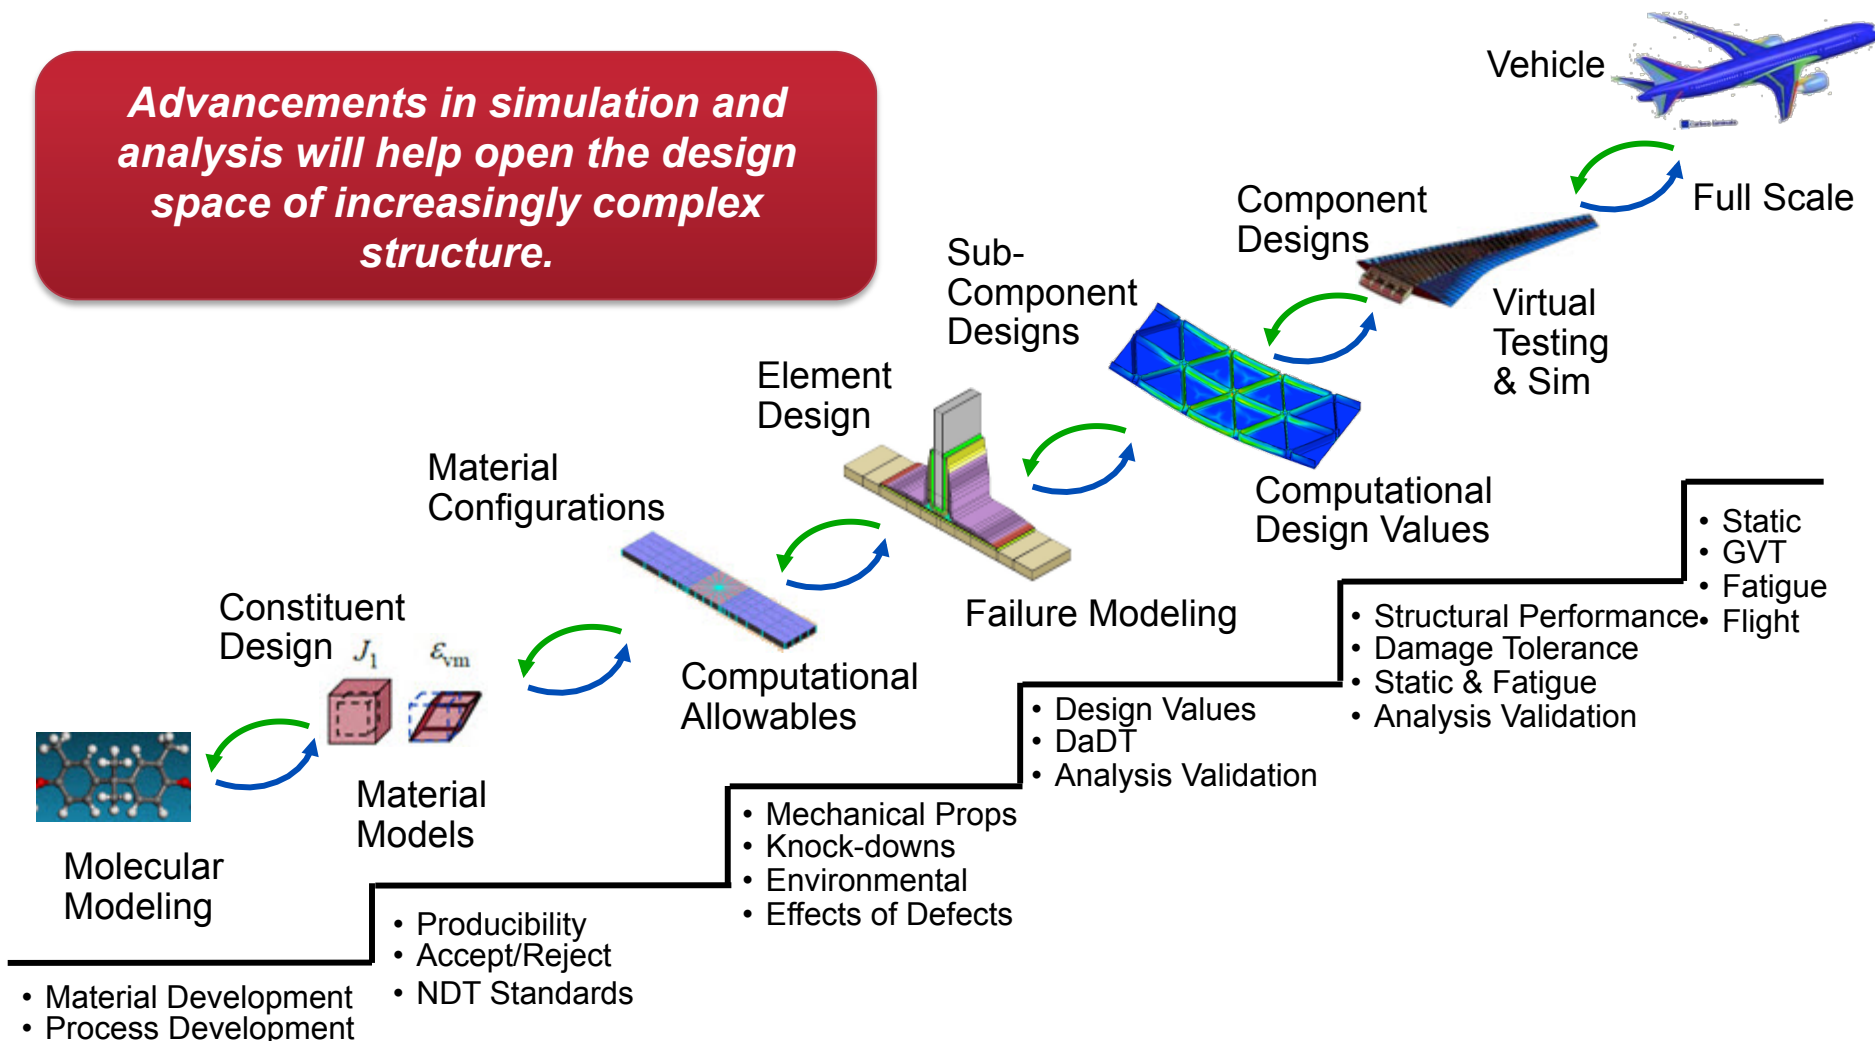 Advancements in simulation and
analysis will help open the design
space of increasingly complex
structure.
Vehicle
Full Scale
Component
Designs
Virtual
Testing
& Sim
Sub-
Component
Designs
Computational
Design Values
Element
Design
Failure Modeling
Material
Configurations
Computational
Allowables
Constituent
Design
J1
εvm
Material
Models
Molecular
Modeling
• Material Development
• Process Development
• Producibility
• Accept/Reject
• NDT Standards
• Mechanical Props
• Knock-downs
• Environmental
• Effects of Defects
• Design Values
• DaDT
• Analysis Validation
• Structural Performance
• Damage Tolerance
• Static & Fatigue
• Analysis Validation
• Static
• GVT
• Fatigue
• Flight